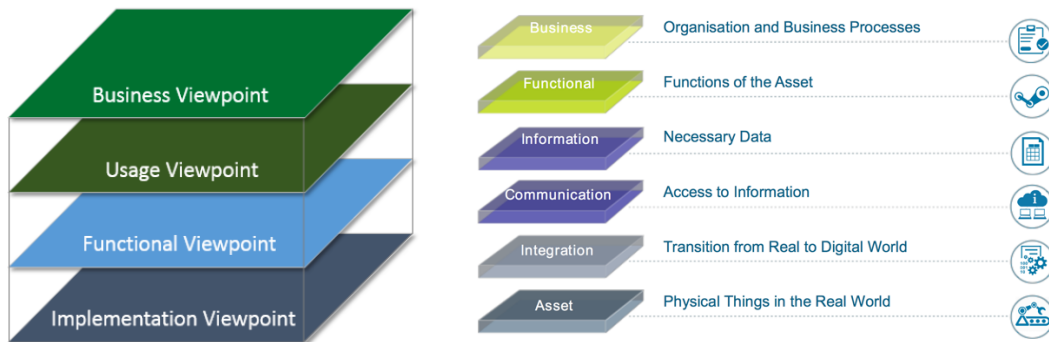 Business Viewpoint
Usage Viewpoint
Functional Viewpoint
Implementation Viewpoint
Business
Organisation and Business Processes
Functional
Functions of the Asset
Information
Necessary Data
Communication
Access to Information
Integration
Transition from Real to Digital World
Asset
Physical Things in the Real World